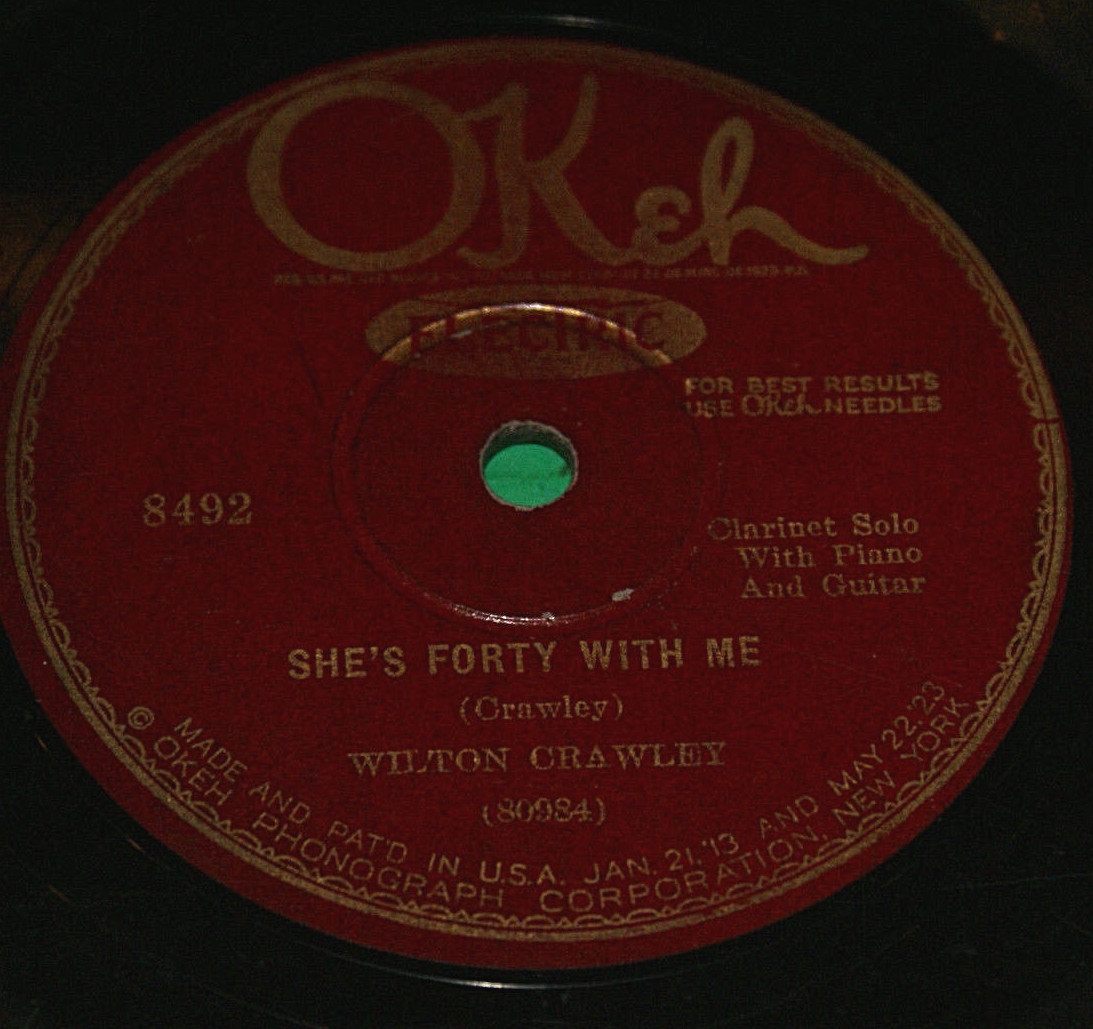 OKeh
ELECTRIC
FOR BEST RESULTS
USE OKeh NEEDLES
8492
Clarinet Solo
With Piano
And Guitar
SHE'S FORTY WITH ME
(Crawley)
WILTON CRAWLEY
(80984)
MADE AND PAT'D IN U.S.A. JAN. 21.'13 AND MAY 22.'23
© OKEH PHONOGRAPH CORPORATION, NEW YORK